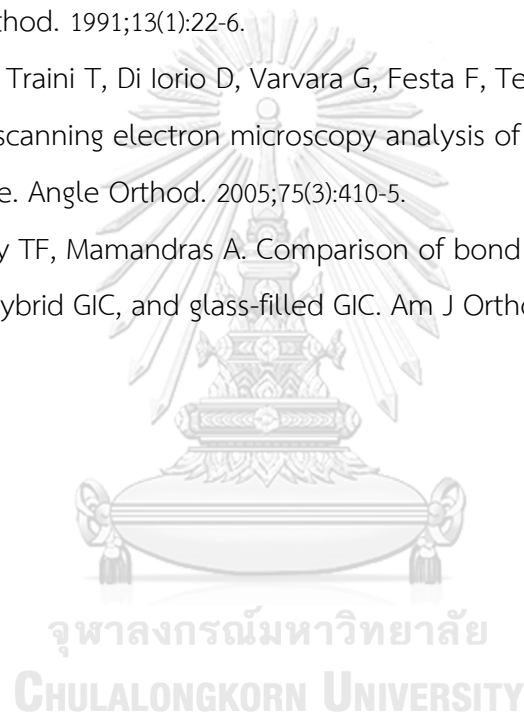 thod. 1991;13(1):22-6.
Traini T, Di Iorio D, Varvara G, Festa F, Te
scanning electron microscopy analysis of
e. Angle Orthod. 2005;75(3):410-5.
y TF, Mamandras A. Comparison of bond
ybrid GIC, and glass-filled GIC. Am J Ortho
จุฬาลงกรณ์มหาวิทยาลัย
CHULALONGKORN UNIVERSITY